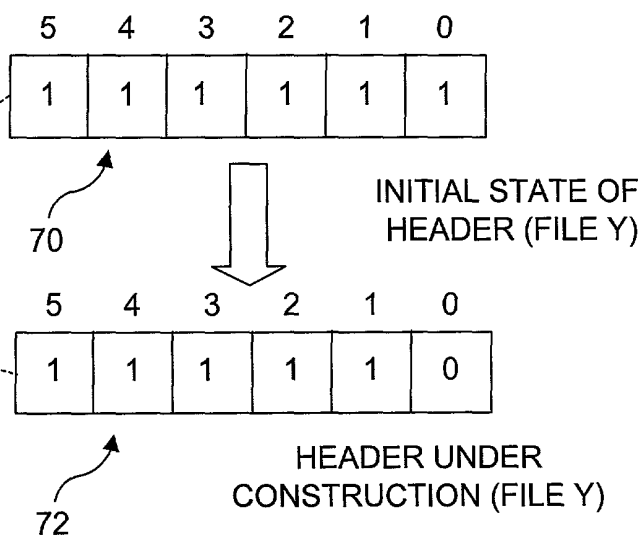 5 4 3 2 1 0
1 1 1 1 1 1
70
INITIAL STATE OF
HEADER (FILE Y)
5 4 3 2 1 0
1 1 1 1 1 0
72
HEADER UNDER
CONSTRUCTION (FILE Y)